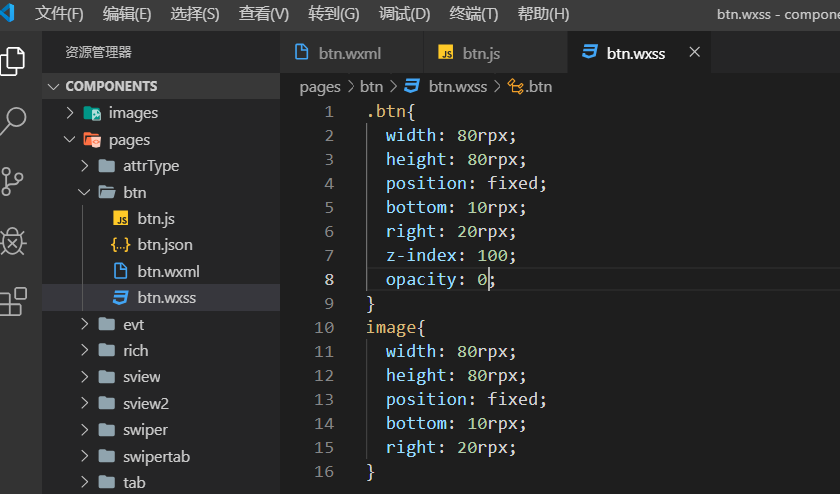 文件(F) 编辑(E) 选择(S) 查看(V) 转到(G) 调试(D) 终端(T) 帮助(H) btn.wxss - compone
资源管理器
btn.wxml JS btn.js btn.wxss ×
COMPONENTS
pages > btn > btn.wxss > .btn
images
pages
attrType
btn
JS btn.js
{..} btn.json
btn.wxml
btn.wxss
evt
rich
sview
sview2
swiper
swipertab
tab
1 .btn{
2 width: 80rpx;
3 height: 80rpx;
4 position: fixed;
5 bottom: 10rpx;
6 right: 20rpx;
7 z-index: 100;
8 opacity: 0;
9 }
10 image{
11 width: 80rpx;
12 height: 80rpx;
13 position: fixed;
14 bottom: 10rpx;
15 right: 20rpx;
16 }